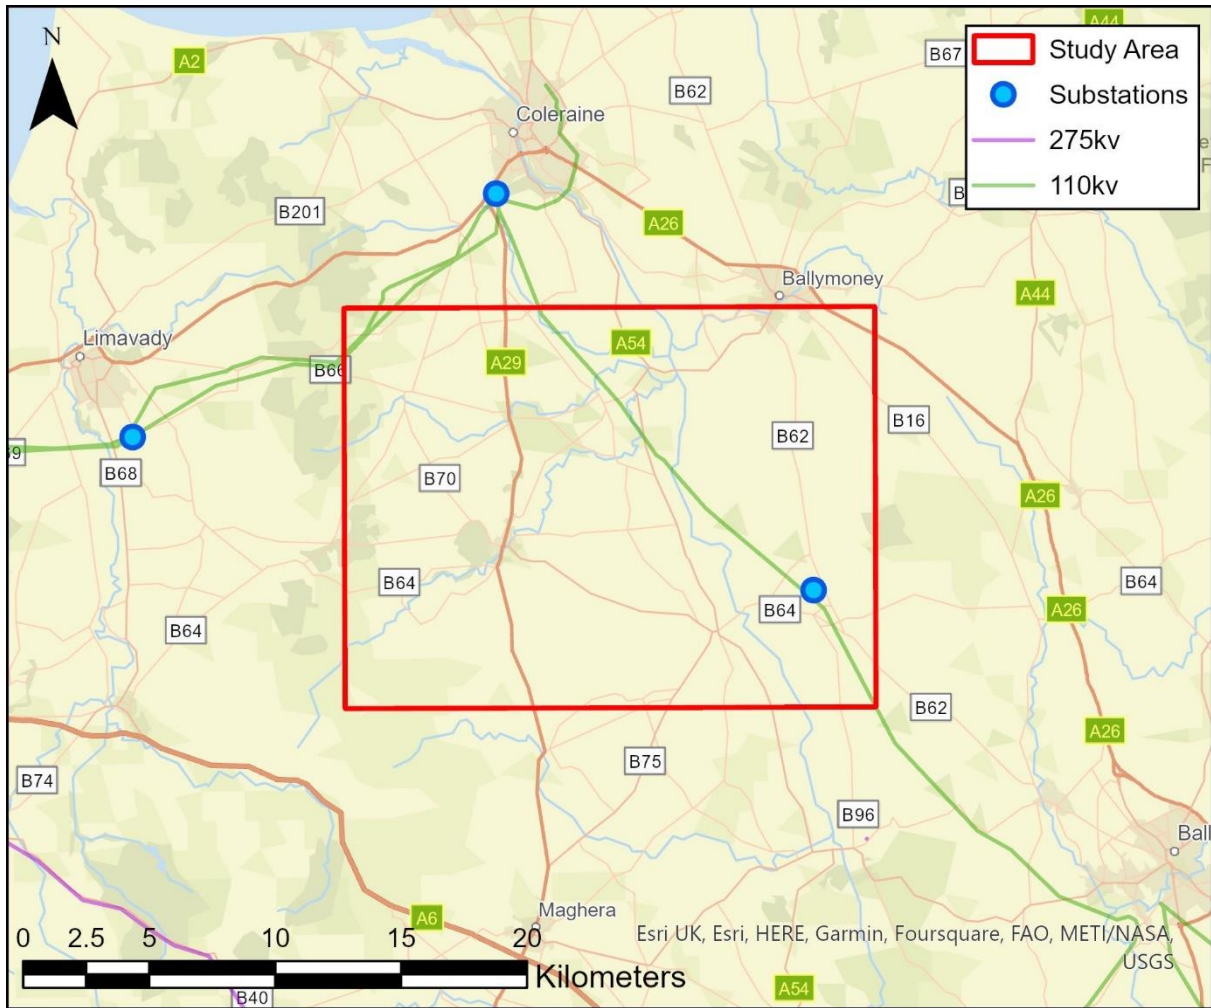 N
A2
A44
B67
Study Area
Substations
275kv
110kv
B62
Coleraine
B201
A26
Ballymoney
A44
Limavady
A54
A29
B66
B16
B62
B68
B70
A26
B64
B64
B64
A26
B64
B62
A26
B75
B74
B96
Ball
A6
Maghera
0 2.5 5 10 15 20
Kilometers
Esri UK, Esri, HERE, Garmin, Foursquare, FAO, METI/NASA,
USGS
A54
B40